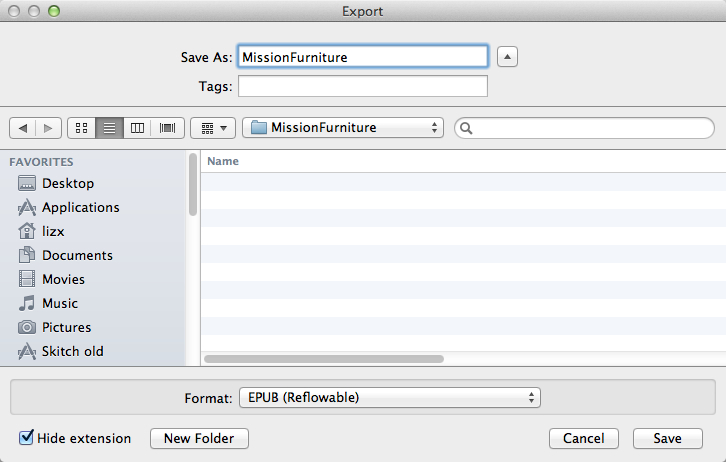 Export
Save As: MissionFurniture
Tags:
MissionFurniture
FAVORITES
Desktop
Applications
lizx
Documents
Movies
Music
Pictures
Skitch old
Name
Format: EPUB (Reflowable)
Hide extension
New Folder
Cancel
Save